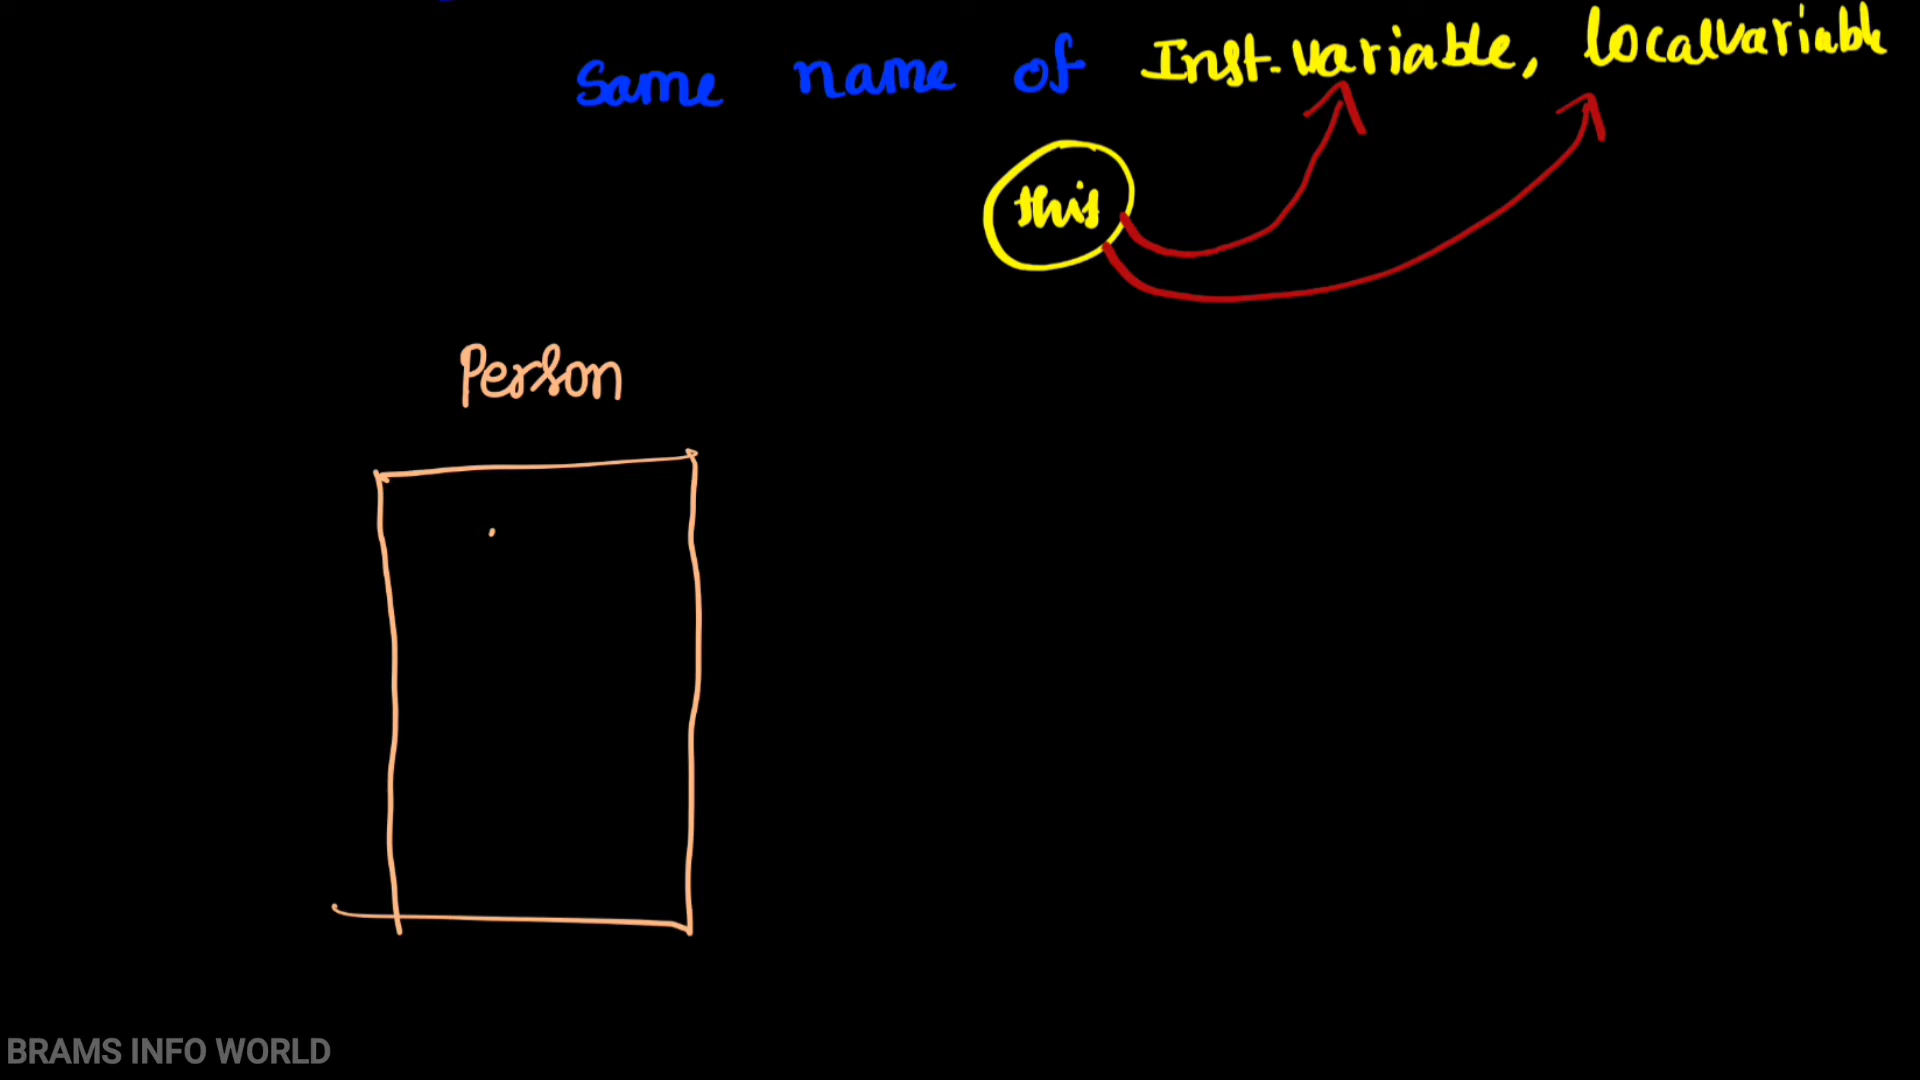 Same name of Inst.variable, localvariable
this
Person
BRAMS INFO WORLD